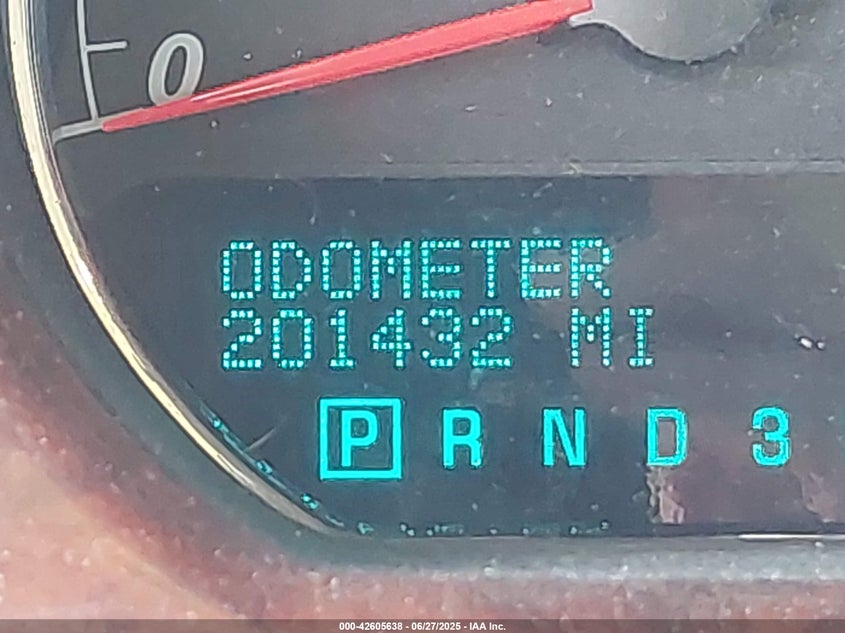 0
ODOMETER
201432 MI
P R N D 3
000-42605638 - 06/27/2025 - IAA Inc.